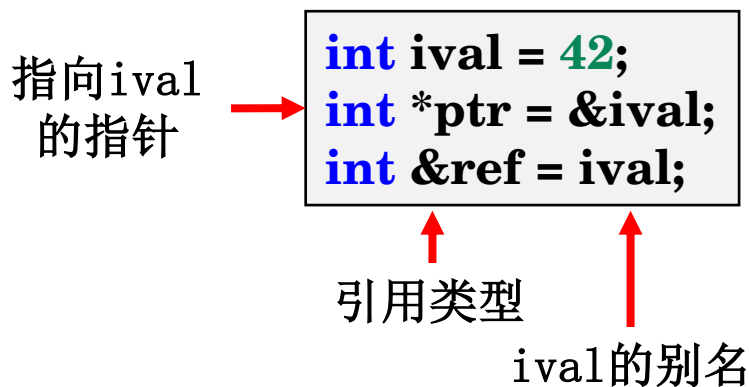 指向ival
的指针
int ival = 42;
int *ptr = &ival;
int &ref = ival;
引用类型
ival的别名